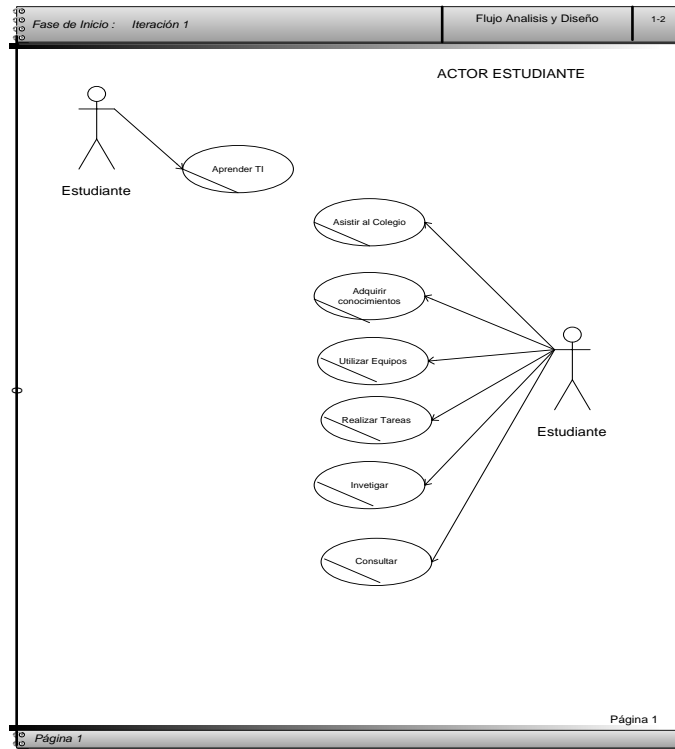 Fase de Inicio :    Iteración 1
Flujo Analisis y Diseño
1-2
ACTOR ESTUDIANTE
Aprender TI
Estudiante
Asistir al Colegio
Adquirir
conocimientos
Utilizar Equipos
Realizar Tareas
Estudiante
Invetigar
Consultar
Página 1
Página 1